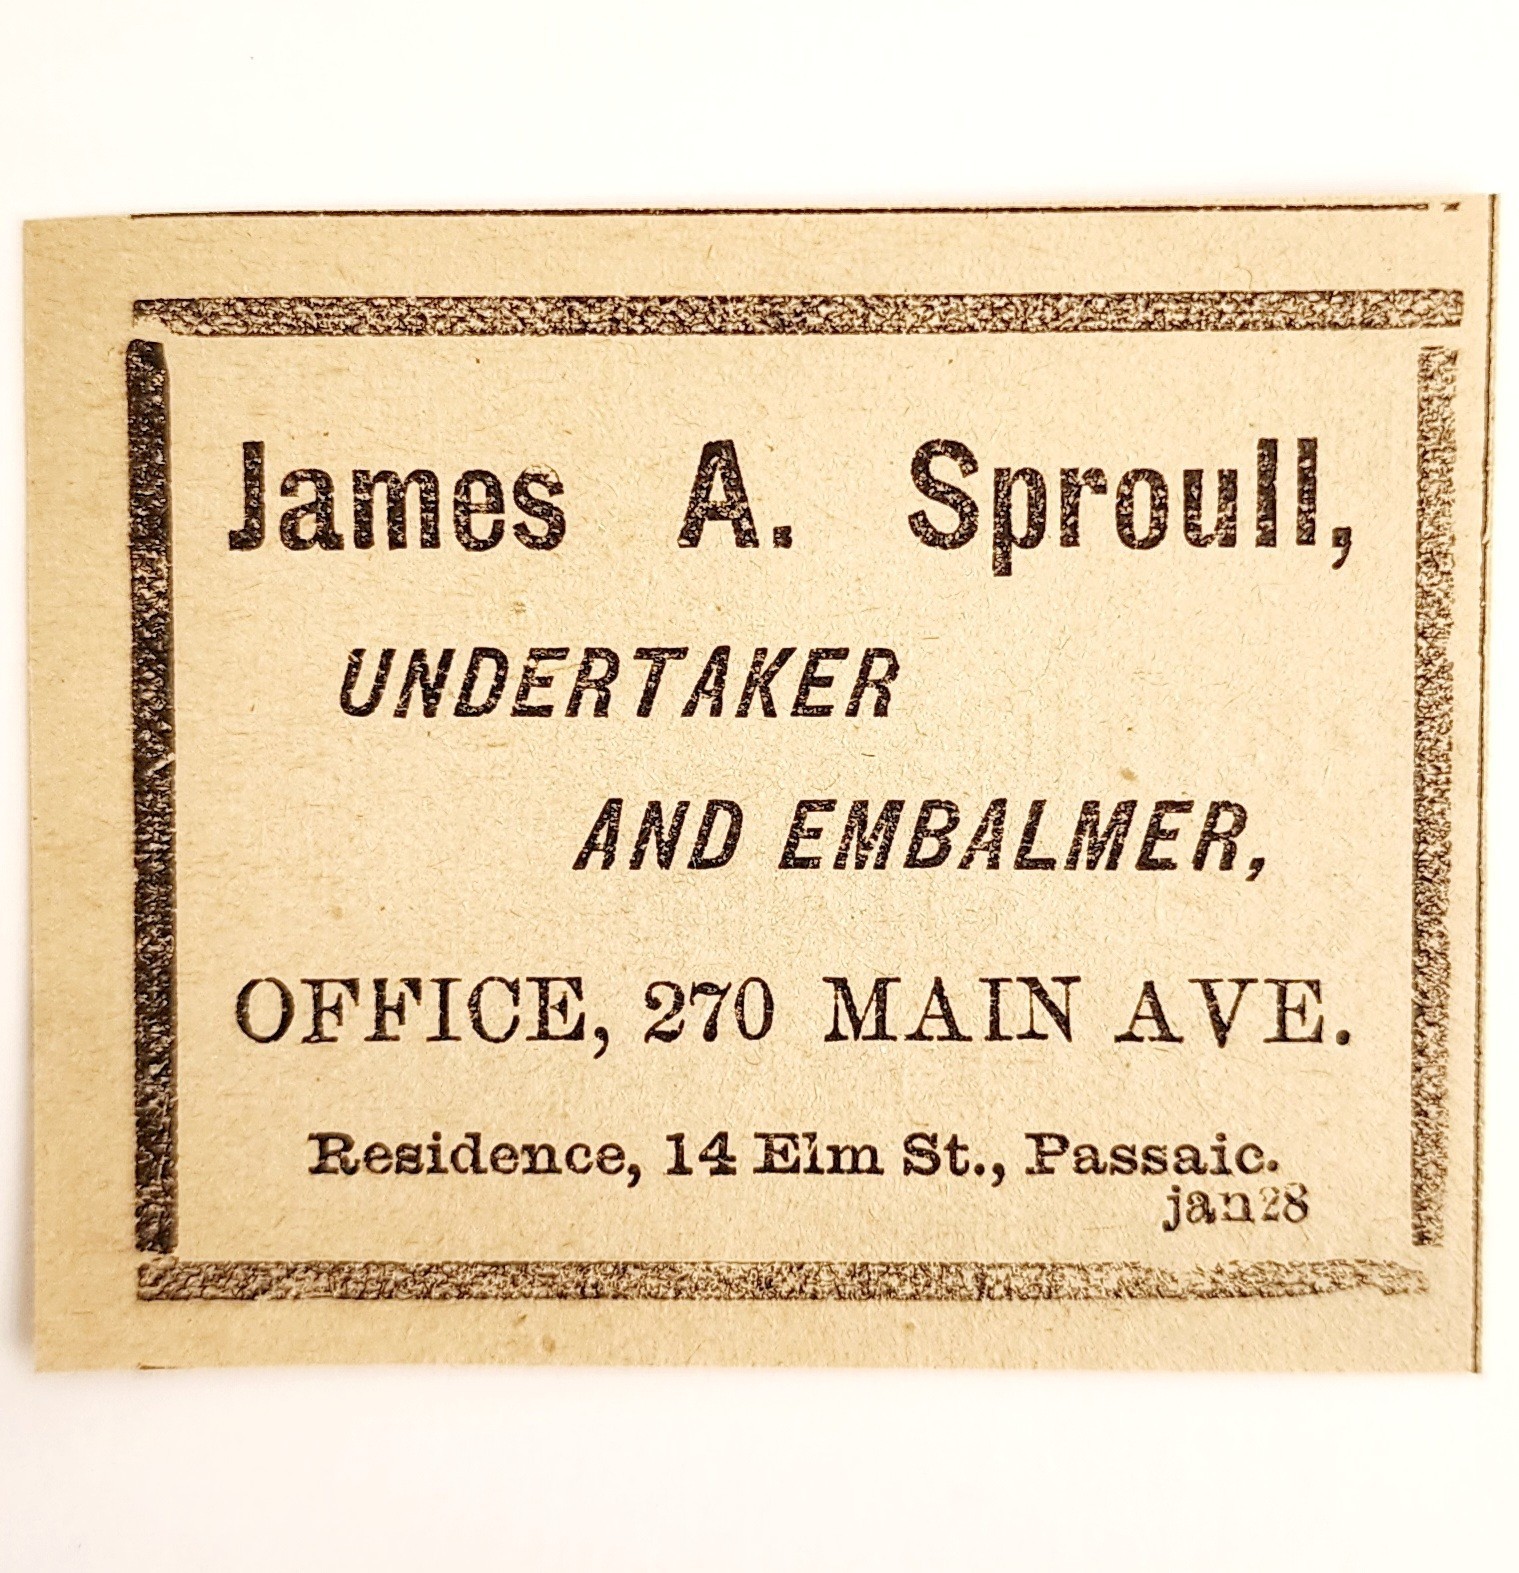 James A. Sproull,
UNDERTAKER
AND EMBALMER,
OFFICE, 270 MAIN AVE.
Residence, 14 Elm St., Passaic.
jan28